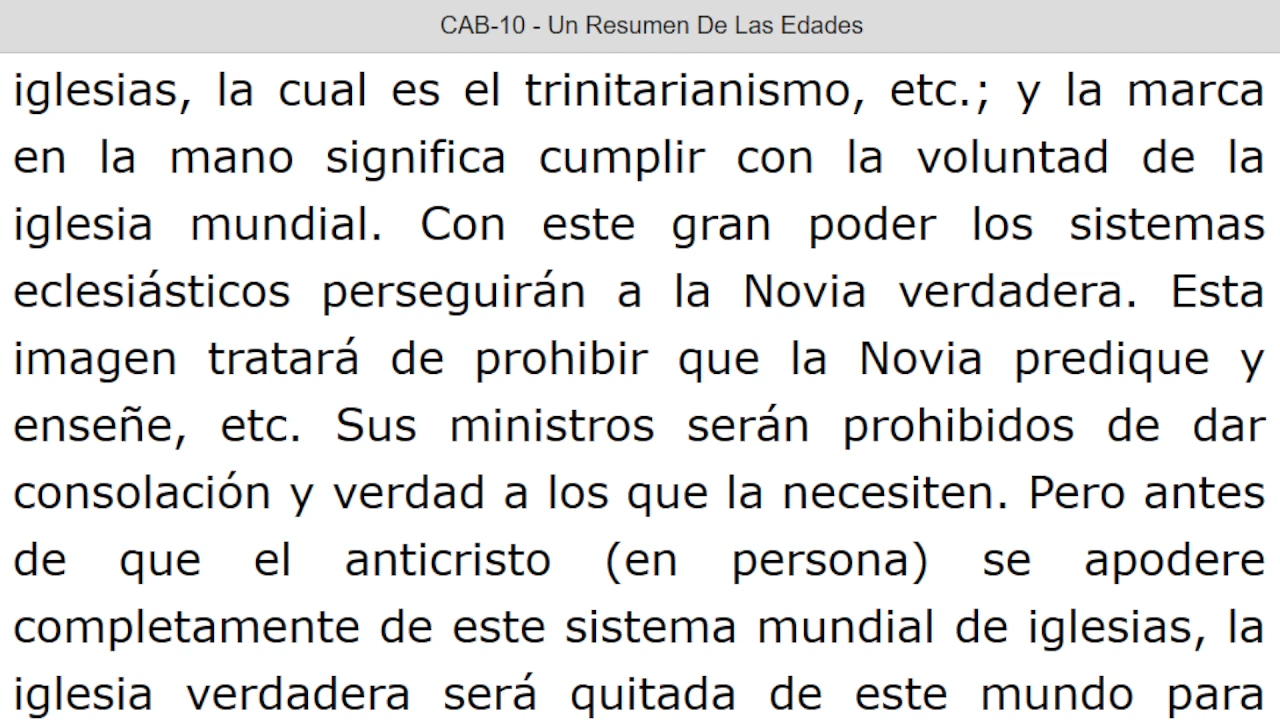 CAB-10 - Un Resumen De Las Edades
iglesias, la cual es el trinitarianismo, etc.; y la marca
en la mano significa cumplir con la voluntad de la
iglesia mundial. Con este gran poder los sistemas
eclesiásticos perseguirán a la Novia verdadera. Esta
imagen tratará de prohibir que la Novia predique y
enseñe, etc. Sus ministros serán prohibidos de dar
consolación y verdad a los que la necesiten. Pero antes
de que el anticristo (en persona) se apodere
completamente de este sistema mundial de iglesias, la
iglesia verdadera será quitada de este mundo para